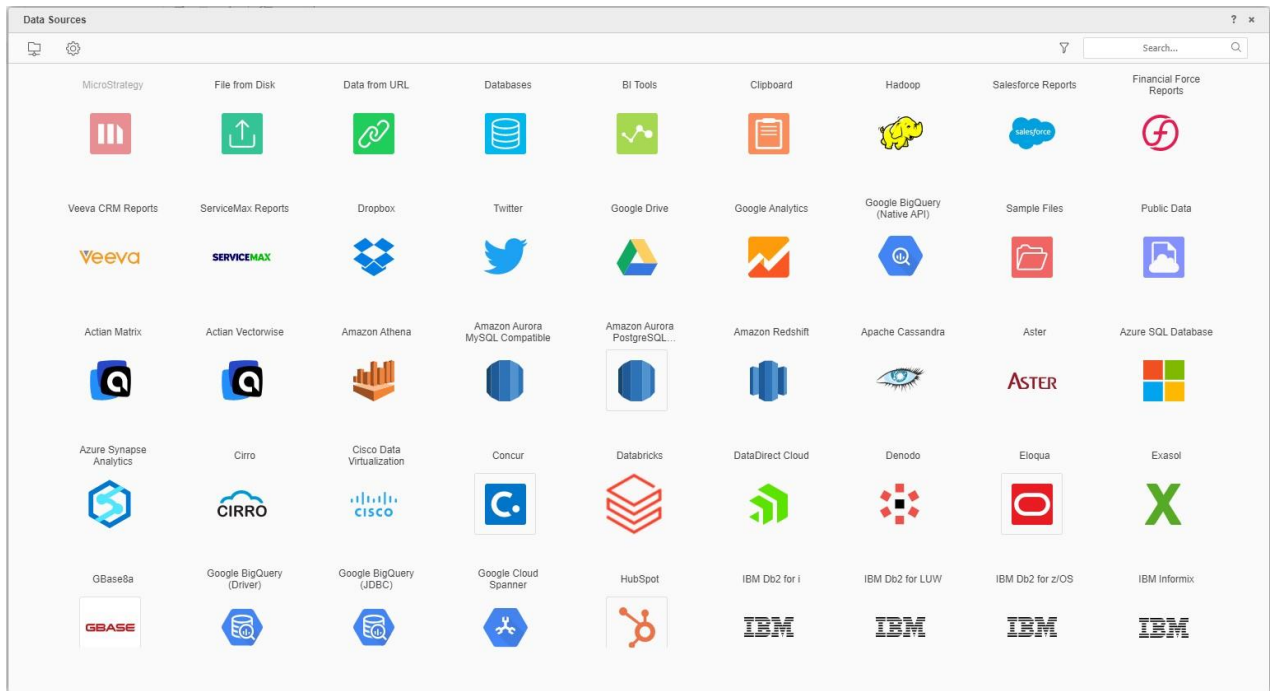 Data Sources ? ×
Search...
MicroStrategy
File from Disk
Data from URL
Databases
BI Tools
Clipboard
Hadoop
Salesforce Reports
Financial Force
Reports
salesforce
Veeva CRM Reports
ServiceMax Reports
Dropbox
Twitter
Google Drive
Google Analytics
Google BigQuery
(Native API)
Sample Files
Public Data
Veeva
SERVICEMAX
Actian Matrix
Actian Vectorwise
Amazon Athena
Amazon Aurora
MySQL Compatible
Amazon Aurora
PostgreSQL...
Amazon Redshift
Apache Cassandra
Aster
Azure SQL Database
a
a
ASTER
Azure Synapse
Analytics
Cirro
Cisco Data
Virtualization
Concur
Databricks
DataDirect Cloud
Denodo
Eloqua
Exasol
CIRRO
CISCO
C.
X
GBase8a
Google BigQuery
(Driver)
Google BigQuery
(JDBC)
Google Cloud
Spanner
HubSpot
IBM Db2 for i
IBM Db2 for LUW
IBM Db2 for z/OS
IBM Informix
GBASE
IBM
IBM
IBM
IBM